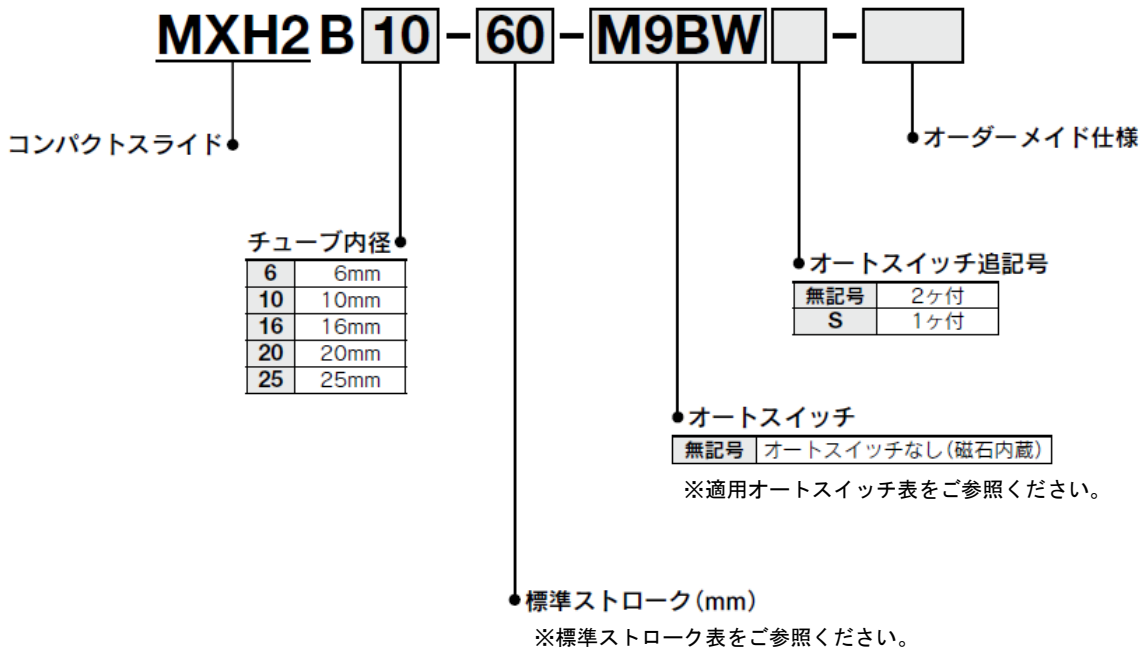 MXH2 B 10 - 60 - M9BW -
コンパクトスライド
オーダーメイド仕様
チューブ内径
6 6mm
10 10mm
16 16mm
20 20mm
25 25mm
オートスイッチ追記号
無記号 2ヶ付
S 1ヶ付
オートスイッチ
無記号 オートスイッチなし(磁石内蔵)
※適用オートスイッチ表をご参照ください。
標準ストローク(mm)
※標準ストローク表をご参照ください。